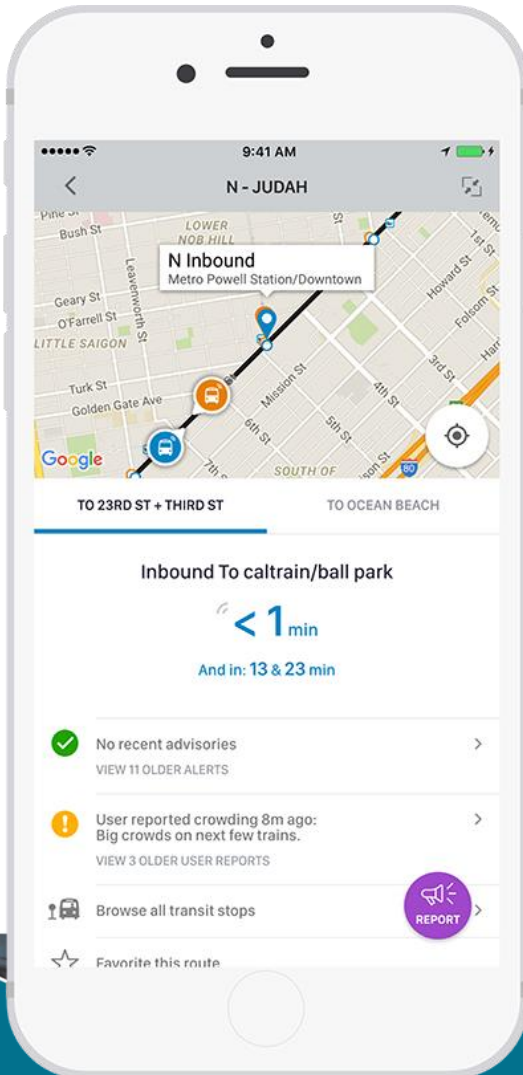 9:41 AM
N - JUDAH
Bush St
LOWER
NOB HILL
Leavenworth St
N Inbound
Metro Powell Station/Downtown
1st St
Howard St
Folsom St
Geary St
O'Farrell St
LITTLE SAIGON
Turk St
Golden Gate Ave
Mission St
3rd St
4th St
5th St
6th St
7th St
SOUTH OF
80
Google
TO 23RD ST + THIRD ST
TO OCEAN BEACH
Inbound To caltrain/ball park
< 1 min
And in: 13 & 23 min
No recent advisories
VIEW 11 OLDER ALERTS
User reported crowding 8m ago:
Big crowds on next few trains.
VIEW 3 OLDER USER REPORTS
REPORT
Browse all transit stops
Favorite this route